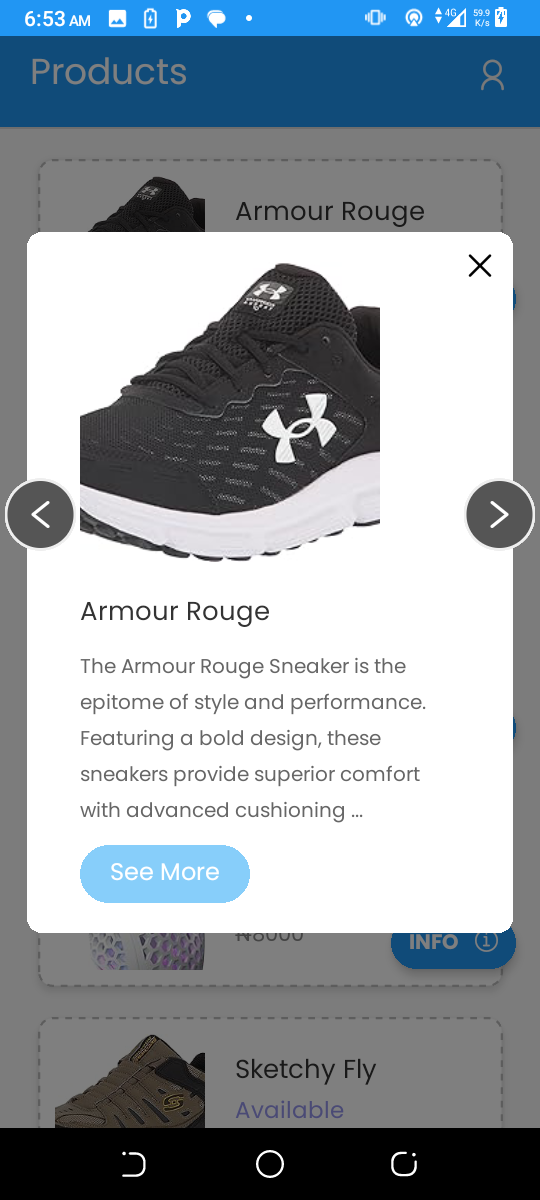 6:53 AM
4G
59.9
K/s
Products
Armour Rouge
Armour Rouge
The Armour Rouge Sneaker is the
epitome of style and performance.
Featuring a bold design, these
sneakers provide superior comfort
with advanced cushioning ...
See More
₦8000
INFO
Sketchy Fly
Available